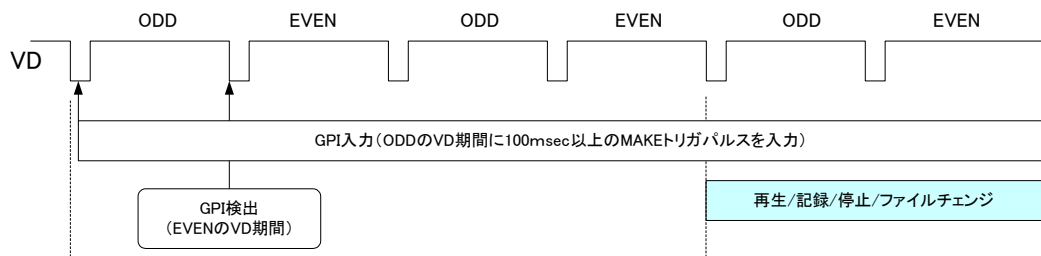 ODD EVEN ODD EVEN ODD EVEN
VD
GPI入力(ODDのVD期間に100msec以上のMAKEトリガパルスを入力)
再生/記録/停止/ファイルチェンジ
GPI検出
(EVENのVD期間)